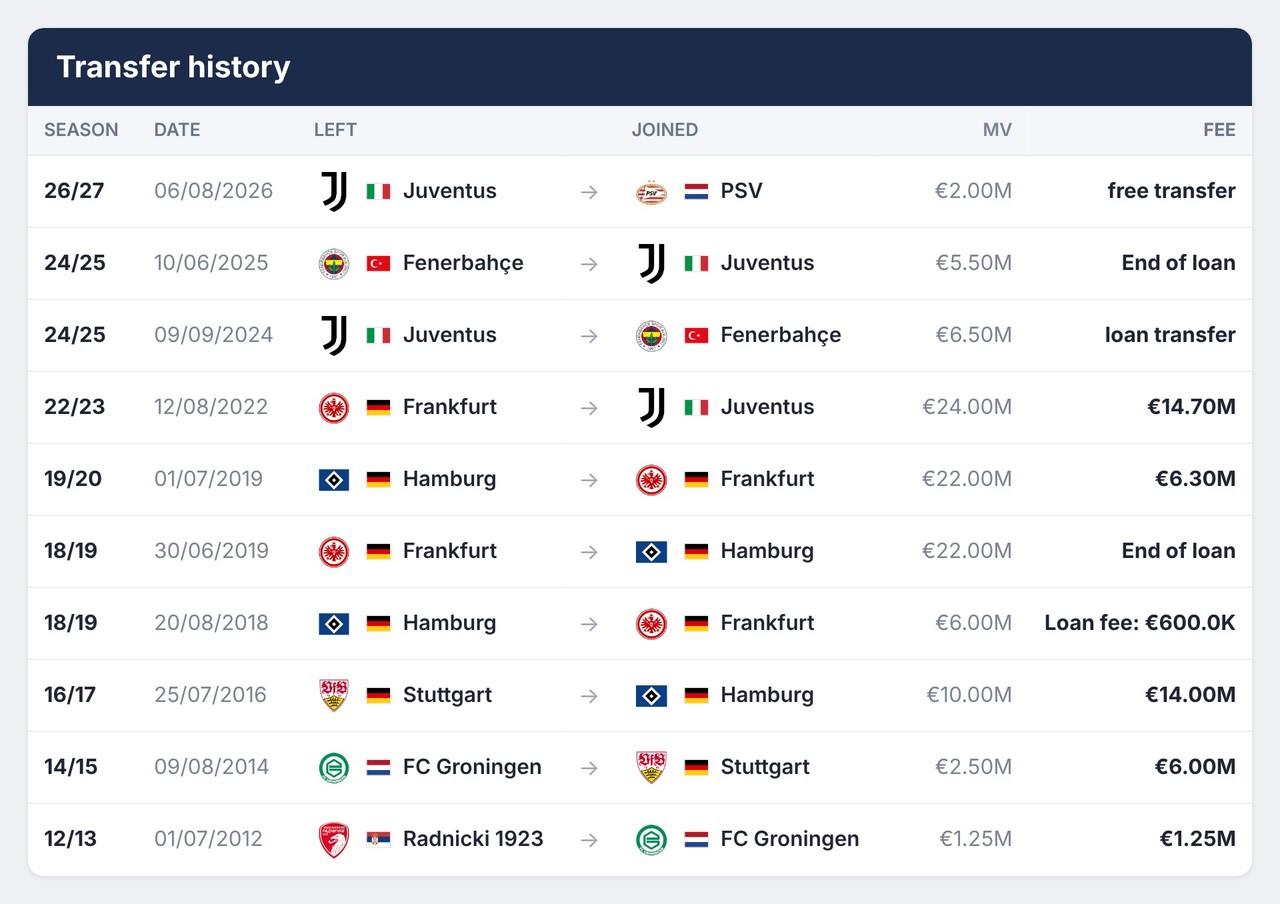 Transfer history
SEASON DATE LEFT JOINED MV FEE
26/27 06/08/2026 Juventus → PSV €2.00M free transfer
24/25 10/06/2025 Fenerbahçe → Juventus €5.50M End of loan
24/25 09/09/2024 Juventus → Fenerbahçe €6.50M loan transfer
22/23 12/08/2022 Frankfurt → Juventus €24.00M €14.70M
19/20 01/07/2019 Hamburg → Frankfurt €22.00M €6.30M
18/19 30/06/2019 Frankfurt → Hamburg €22.00M End of loan
18/19 20/08/2018 Hamburg → Frankfurt €6.00M Loan fee: €600.0K
16/17 25/07/2016 Stuttgart → Hamburg €10.00M €14.00M
14/15 09/08/2014 FC Groningen → Stuttgart €2.50M €6.00M
12/13 01/07/2012 Radnicki 1923 → FC Groningen €1.25M €1.25M